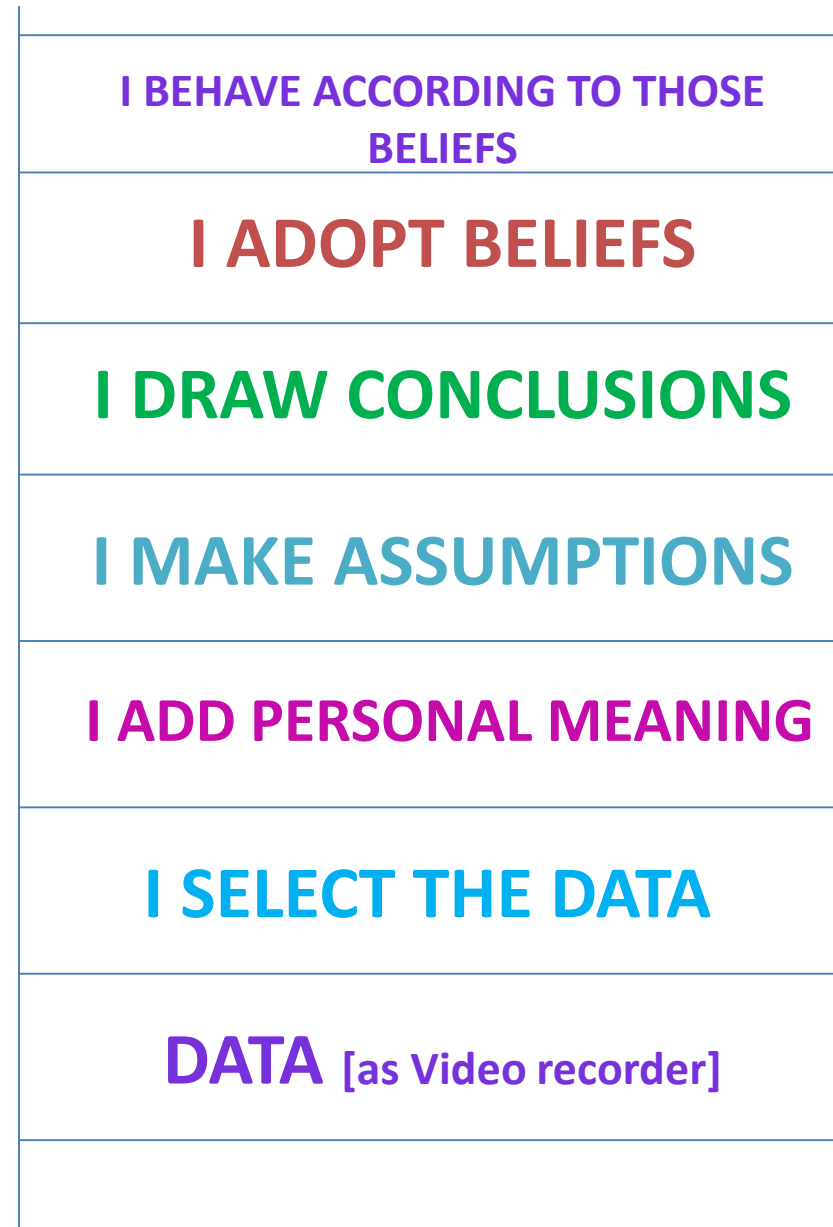 I BEHAVE ACCORDING TO THOSE
BELIEFS
I ADOPT BELIEFS
I DRAW CONCLUSIONS
I MAKE ASSUMPTIONS
I ADD PERSONAL MEANING
I SELECT THE DATA
DATA [as Video recorder]